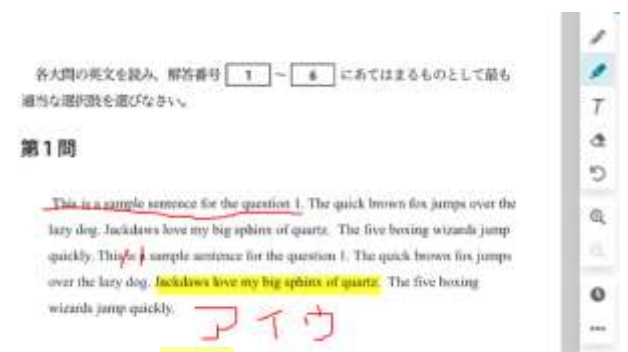 各大問の英文を読み、解答番号 1 ～ 6 にあてはまるものとして最も
適当な選択肢を選びなさい。
第1問
This is a sample sentence for the question 1. The quick brown fox jumps over the
lazy dog. Jackdaws love my big sphinx of quartz. The five boxing wizards jump
quickly. This is a sample sentence for the question 1. The quick brown fox jumps
over the lazy dog. Jackdaws love my big sphinx of quartz. The five boxing
wizards jump quickly.
アイウ
T